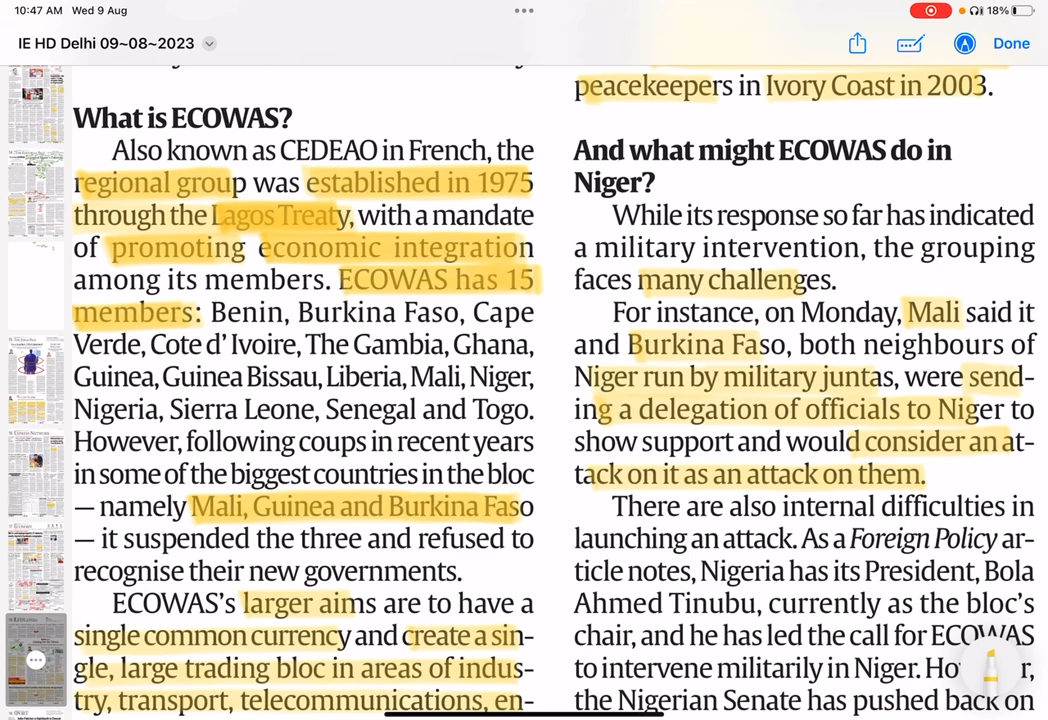 10:47 AM Wed 9 Aug
18%
IE HD Delhi 09~08~2023
Done
What is ECOWAS?
Also known as CEDEAO in French, the
regional group was established in 1975
through the Lagos Treaty, with a mandate
of promoting economic integration
among its members. ECOWAS has 15
members: Benin, Burkina Faso, Cape
Verde, Cote d' Ivoire, The Gambia, Ghana,
Guinea, Guinea Bissau, Liberia, Mali, Niger,
Nigeria, Sierra Leone, Senegal and Togo.
However, following coups in recent years
in some of the biggest countries in the bloc
— namely Mali, Guinea and Burkina Faso
— it suspended the three and refused to
recognise their new governments.
ECOWAS's larger aims are to have a
single common currency and create a sin-
gle, large trading bloc in areas of indus-
try, transport, telecommunications, en-
peacekeepers in Ivory Coast in 2003.
And what might ECOWAS do in
Niger?
While its response so far has indicated
a military intervention, the grouping
faces many challenges.
For instance, on Monday, Mali said it
and Burkina Faso, both neighbours of
Niger run by military juntas, were send-
ing a delegation of officials to Niger to
show support and would consider an at-
tack on it as an attack on them.
There are also internal difficulties in
launching an attack. As a Foreign Policy ar-
ticle notes, Nigeria has its President, Bola
Ahmed Tinubu, currently as the bloc's
chair, and he has led the call for ECOWAS
to intervene militarily in Niger.
the Nigerian Senate has pushed back on